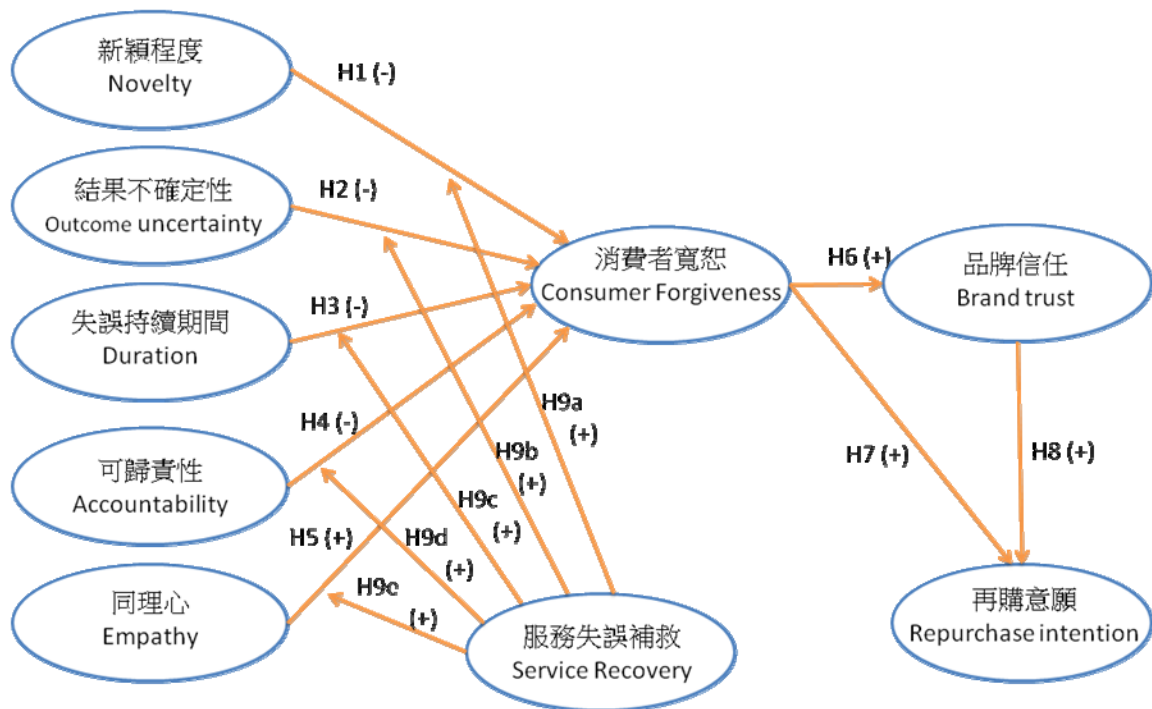 新穎程度
Novelty
H1 (-)
結果不確定性
Outcome uncertainty
H2 (-)
消費者寬恕
Consumer Forgiveness
H6 (+)
品牌信任
Brand trust
失誤持續期間
Duration
H3 (-)
H9a
(+)
H4 (-)
H9b
(+)
H7 (+)
H8 (+)
可歸責性
Accountability
H9c
(+)
H5 (+)
H9d
(+)
H9e
(+)
同理心
Empathy
服務失誤補救
Service Recovery
再購意願
Repurchase intention